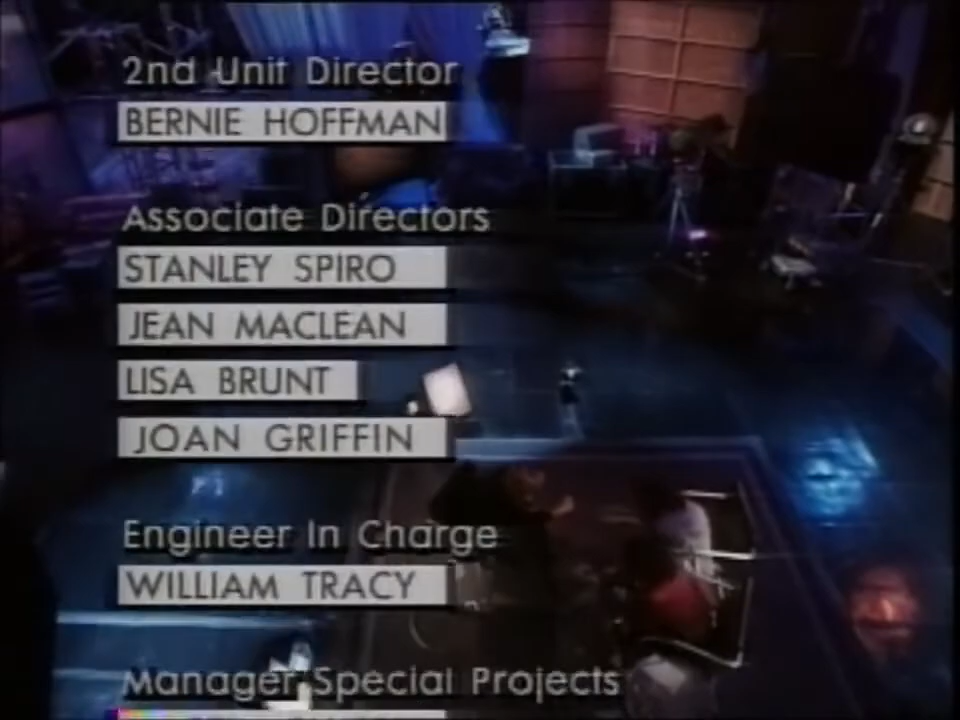 2nd Unit Director
BERNIE HOFFMAN
Associate Directors
STANLEY SPIRO
JEAN MACLEAN
LISA BRUNT
JOAN GRIFFIN
Engineer In Charge
WILLIAM TRACY
Manager Special Projects